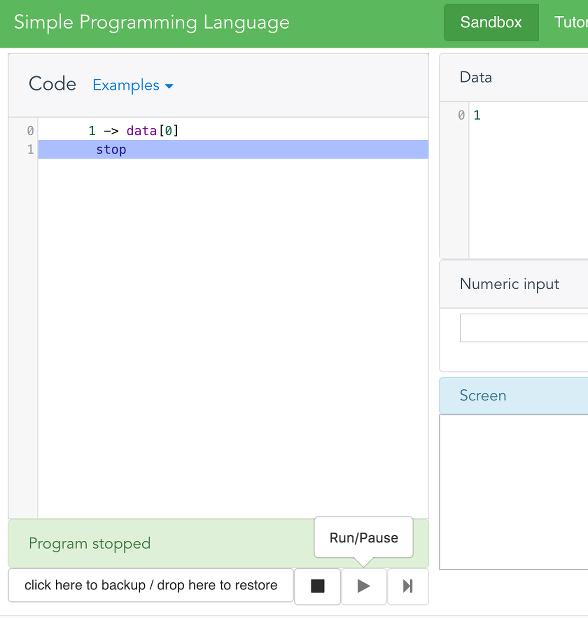 Simple Programming Language
Sandbox
Code
Examples
0 1 -> data[0]
1 stop
Data
0 1
Numeric input
Screen
Program stopped
Run/Pause
click here to backup / drop here to restore